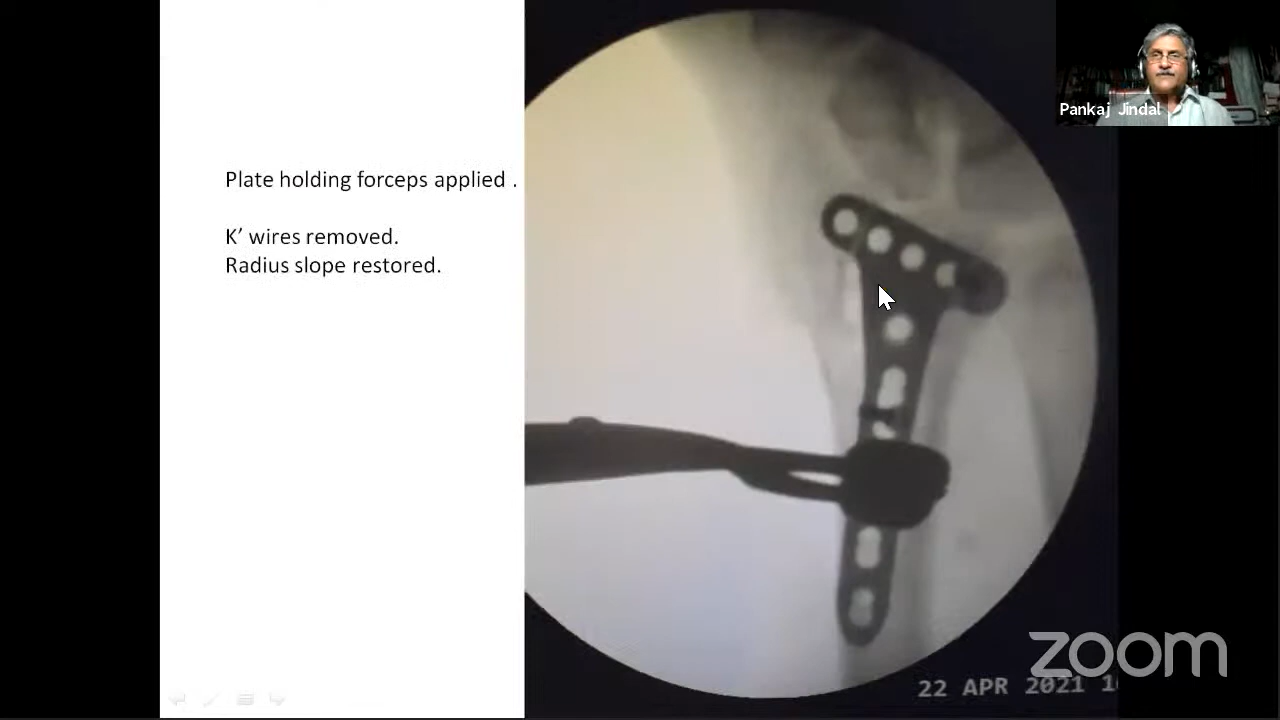 Plate holding forceps applied .
K’ wires removed.
Radius slope restored.
Pankaj Jindal
zoom
22 APR 2021